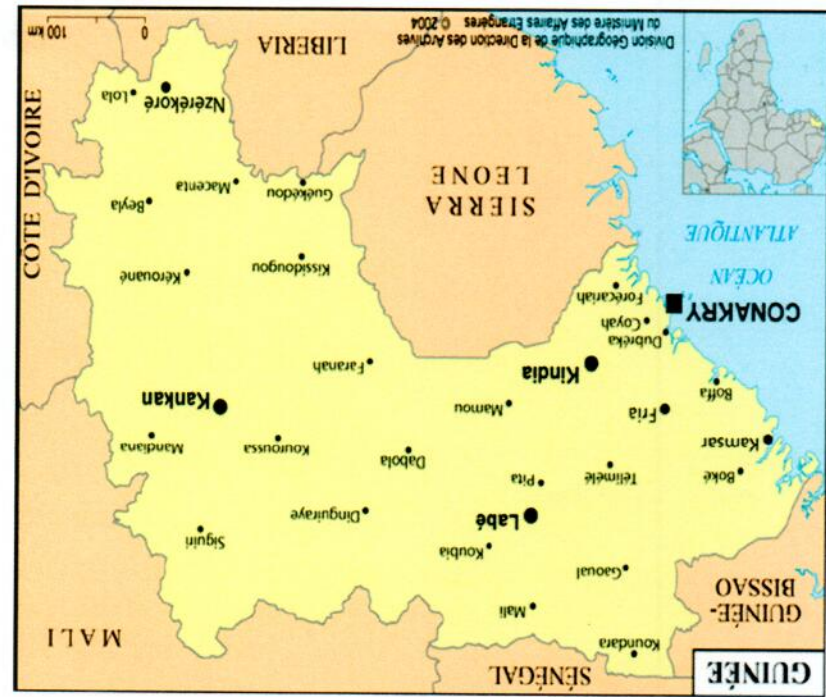 GUINÉE
SÉNÉGAL
MALI
GUINÉE-
BISSAO
Koundara
Mali
Gaoual
Koubia
Siguiri
Labé
Dinguiraye
Boké
Télimélé
Pita
Dabola
Kouroussa
Mandiana
Kamsar
Fria
Mamou
Kankan
Boffa
Kindia
Faranah
Dubréka
Coyah
CONAKRY
Forécariah
Kissidougou
Kérouané
OCÉAN
ATLANTIQUE
SIERRA
LEONE
Guékédou
Macenta
Beyla
CÔTE D'IVOIRE
Nzérékoré
Lola
LIBERIA
Division Géographique de la Direction des Archives
du Ministère des Affaires Étrangères © 2004
0
100 km